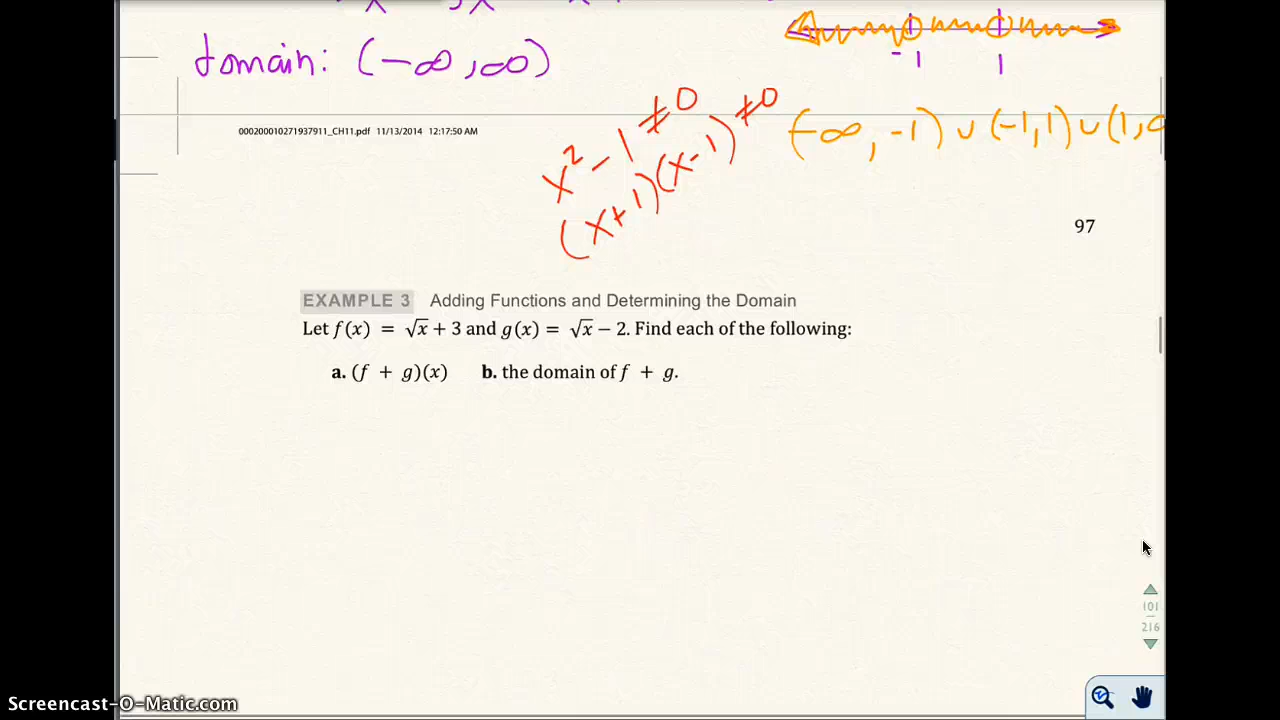 domain: (-∞,∞)
-1 1
000200010271937911_CH11.pdf 11/13/2014 12:17:50 AM
x² - 1 ≠0
(x+1)(x-1) ≠0
(-∞, -1) ∪ (-1,1) ∪ (1,
97
EXAMPLE 3 Adding Functions and Determining the Domain
Let f(x) = √x + 3 and g(x) = √x − 2. Find each of the following:
a. (f + g)(x) b. the domain of f + g.
101
216
Screencast-O-Matic.com